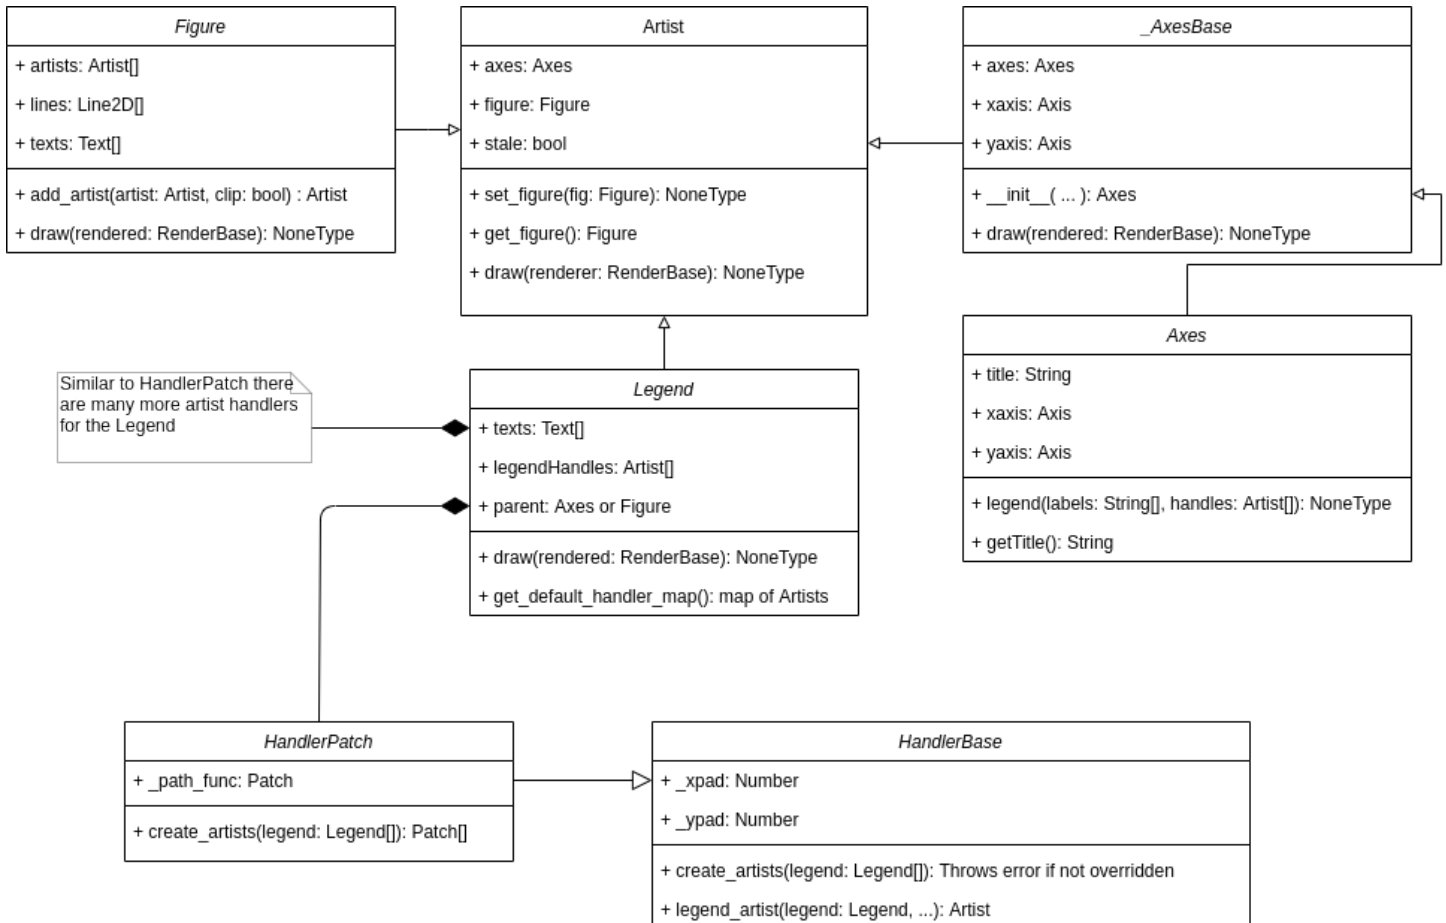 Figure
+ artists: Artist[]
+ lines: Line2D[]
+ texts: Text[]
+ add_artist(artist: Artist, clip: bool) : Artist
+ draw(rendered: RenderBase): NoneType
Artist
+ axes: Axes
+ figure: Figure
+ stale: bool
+ set_figure(fig: Figure): NoneType
+ get_figure(): Figure
+ draw(renderer: RenderBase): NoneType
_AxesBase
+ axes: Axes
+ xaxis: Axis
+ yaxis: Axis
+ __init__( ... ): Axes
+ draw(rendered: RenderBase): NoneType
Axes
+ title: String
+ xaxis: Axis
+ yaxis: Axis
+ legend(labels: String[], handles: Artist[]): NoneType
+ getTitle(): String
Similar to HandlerPatch there
are many more artist handlers
for the Legend
Legend
+ texts: Text[]
+ legendHandles: Artist[]
+ parent: Axes or Figure
+ draw(rendered: RenderBase): NoneType
+ get_default_handler_map(): map of Artists
HandlerPatch
+ _path_func: Patch
+ create_artists(legend: Legend[]): Patch[]
HandlerBase
+ _xpad: Number
+ _ypad: Number
+ create_artists(legend: Legend[]): Throws error if not overridden
+ legend_artist(legend: Legend, ...): Artist